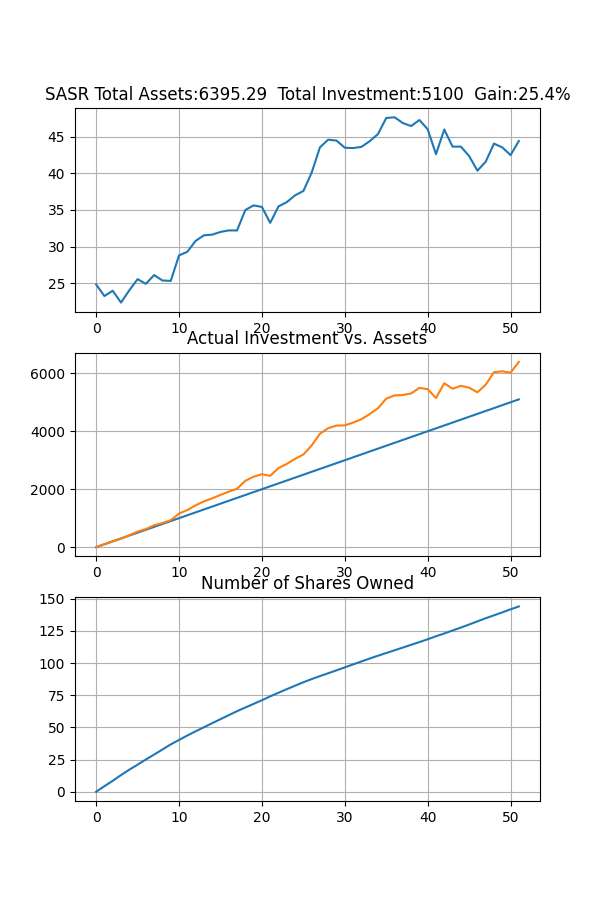 SASR Total Assets:6395.29  Total Investment:5100  Gain:25.4%
45
40
35
30
25
0 10 20 30 40 50
Actual Investment vs. Assets
6000
4000
2000
0
0 10 20 30 40 50
Number of Shares Owned
150
125
100
75
50
25
0
0 10 20 30 40 50